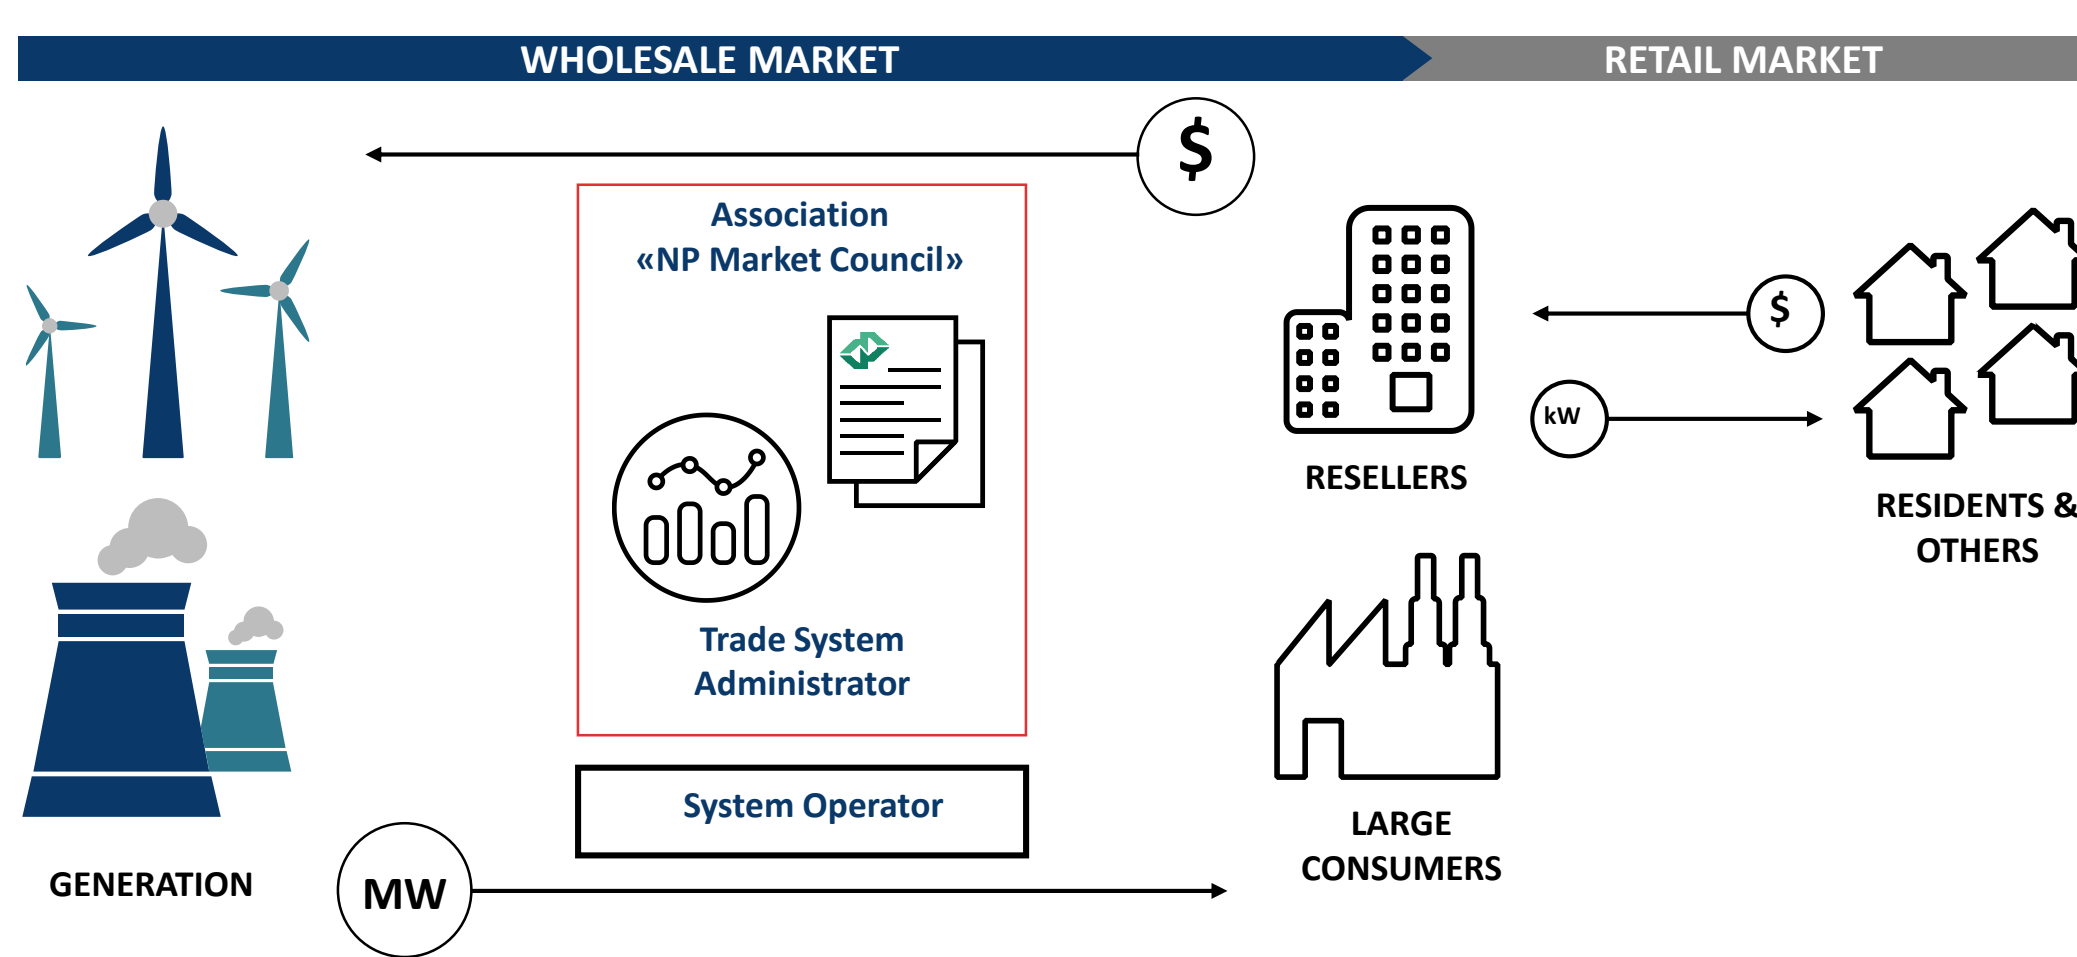 WHOLESALE MARKET
RETAIL MARKET
$
Association
«NP Market Council»
$
kW
RESELLERS
RESIDENTS &
OTHERS
Trade System
Administrator
System Operator
LARGE
CONSUMERS
GENERATION
MW